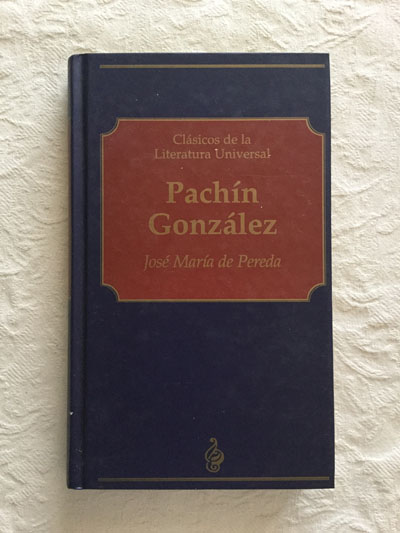 Clásicos de la
Literatura Universal
Pachín
González
José María de Pereda